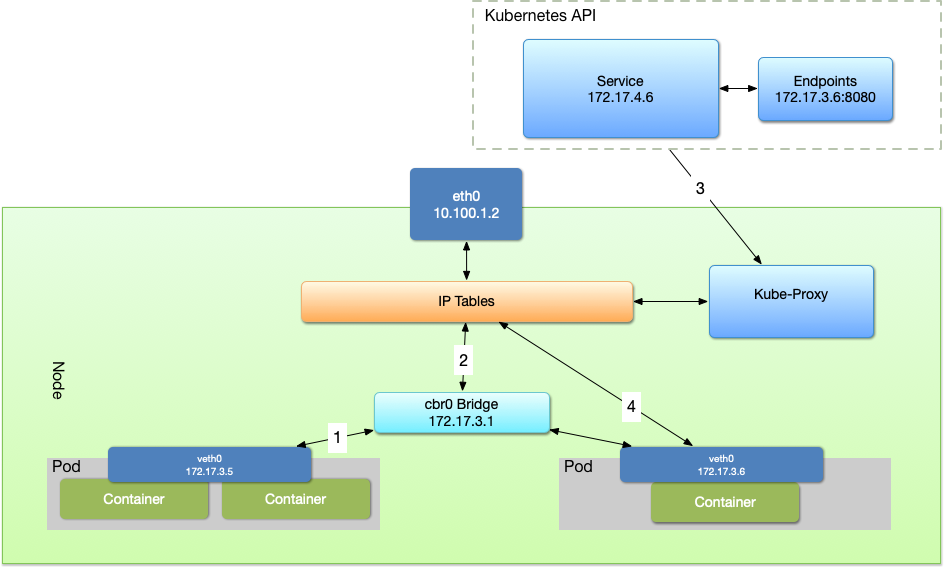 Kubernetes API
Service
172.17.4.6
Endpoints
172.17.3.6:8080
3
eth0
10.100.1.2
IP Tables
Kube-Proxy
2
Node
cbr0 Bridge
172.17.3.1
4
1
Pod
veth0
172.17.3.5
Container
Container
Pod
veth0
172.17.3.6
Container